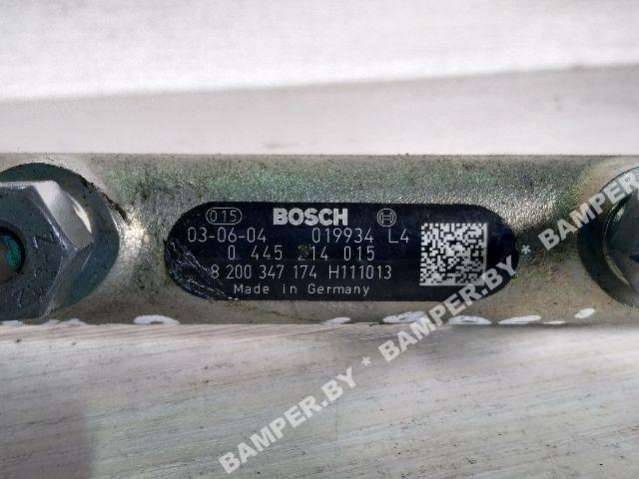 015 BOSCH
03-06-04 019934 L4
0 445 214 015
8 200 347 174 H111013
Made in Germany
BAMPER.BY * BAMPER.BY * BAMPER.BY